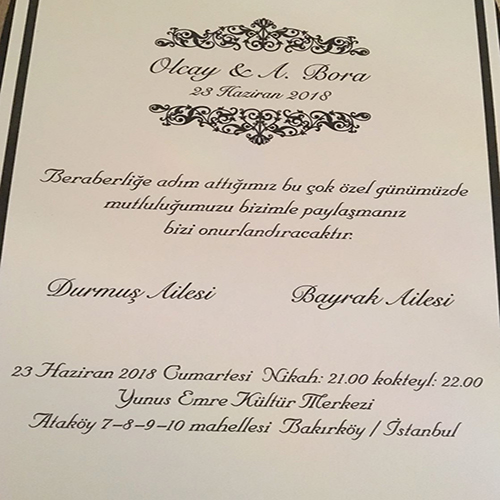 Olcay & A. Bora
23 Haziran 2018
Beraberliğe adım attığımız bu çok özel günümüzde
mutluluğumuzu bizimle paylaşmanız
bizi onurlandıracaktır.
Durmuş Ailesi Bayrak Ailesi
23 Haziran 2018 Cumartesi Nikah: 21.00 kokteyl: 22.00
Yunus Emre Kültür Merkezi
Ataköy 7-8-9-10 mahellesi Bakırköy / İstanbul